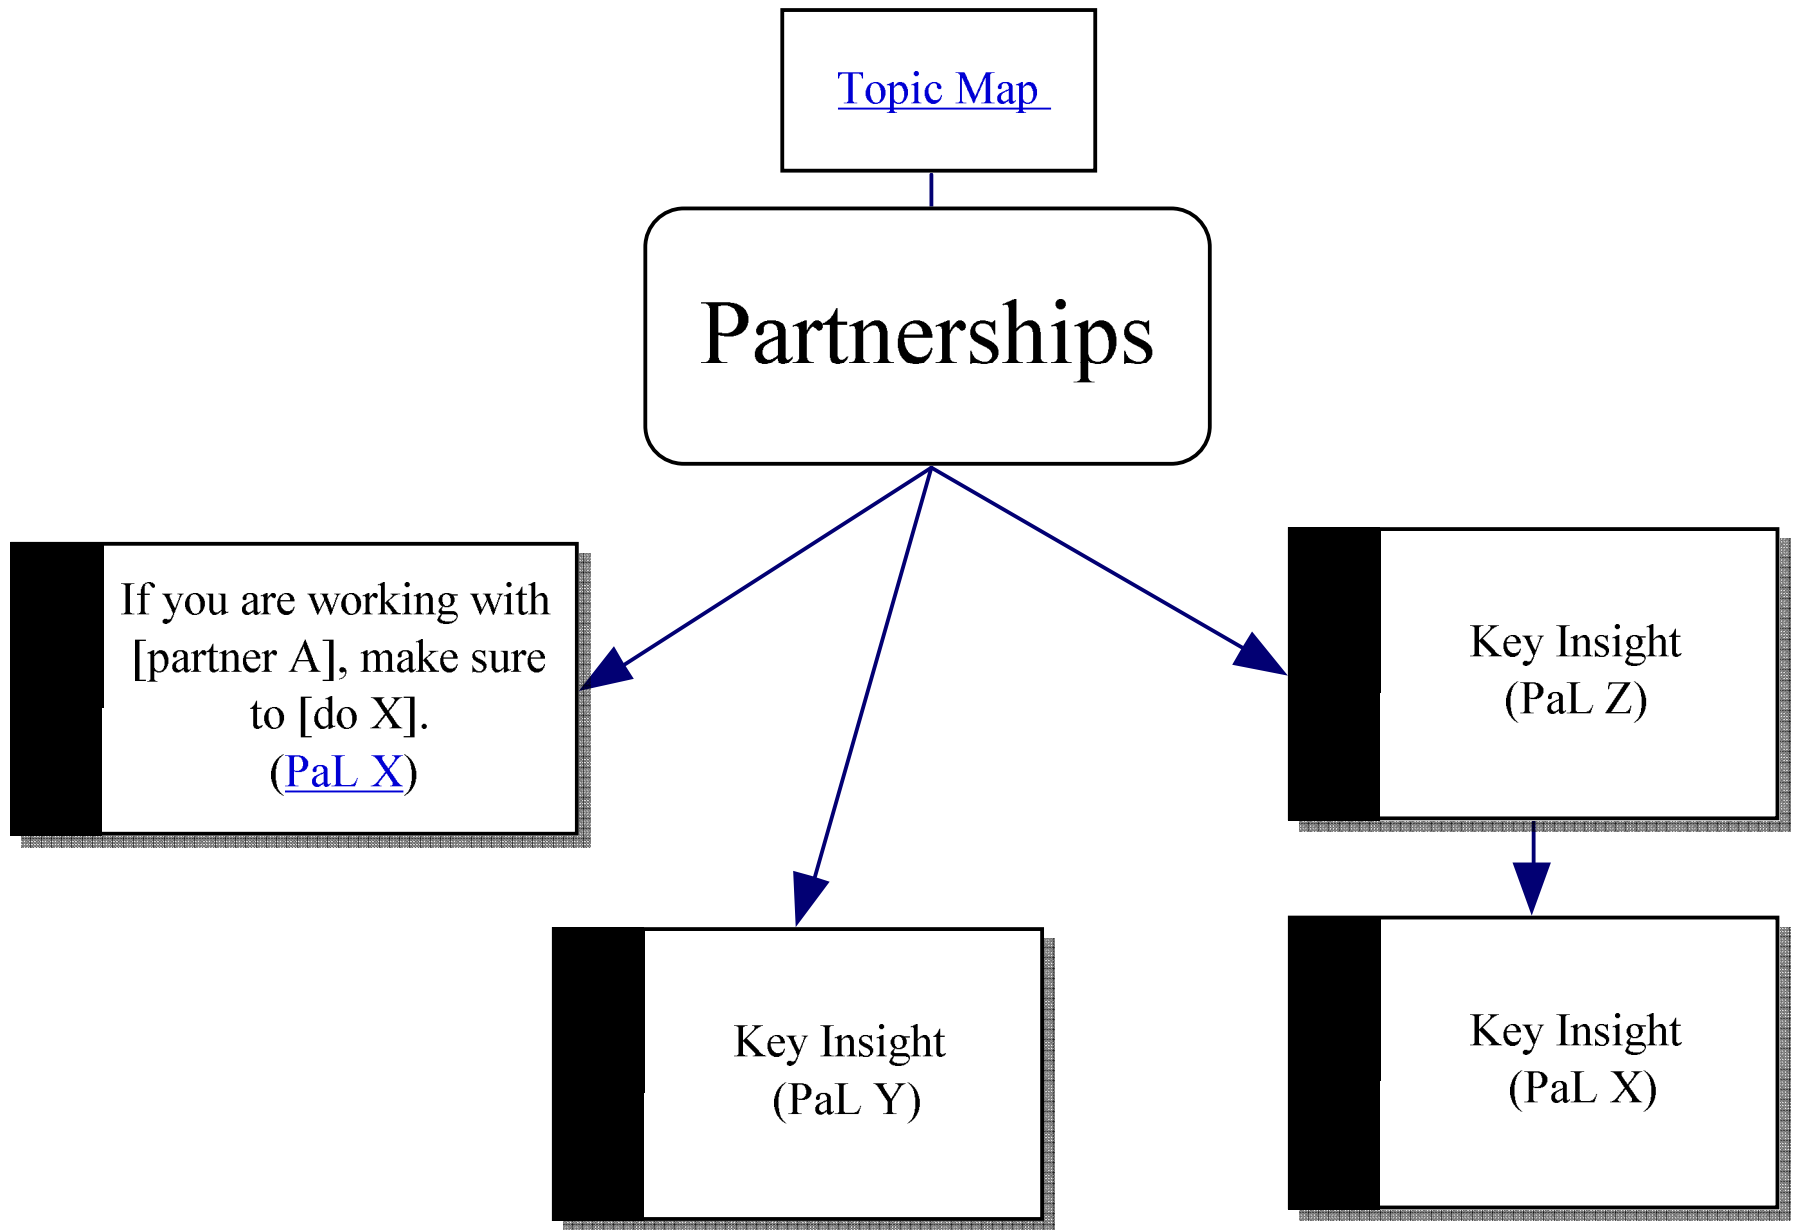 Topic Map
Partnerships
If you are working with
[partner A], make sure
to [do X].
(PaL X)
Key Insight
(PaL Z)
Key Insight
(PaL Y)
Key Insight
(PaL X)